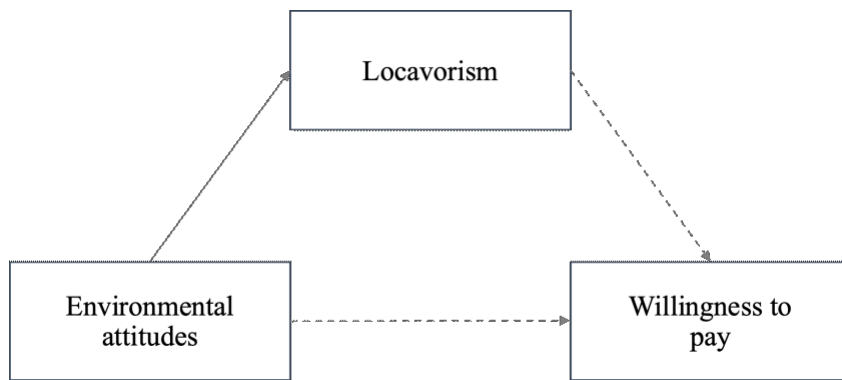 Locavorism
Environmental
attitudes
Willingness to
pay